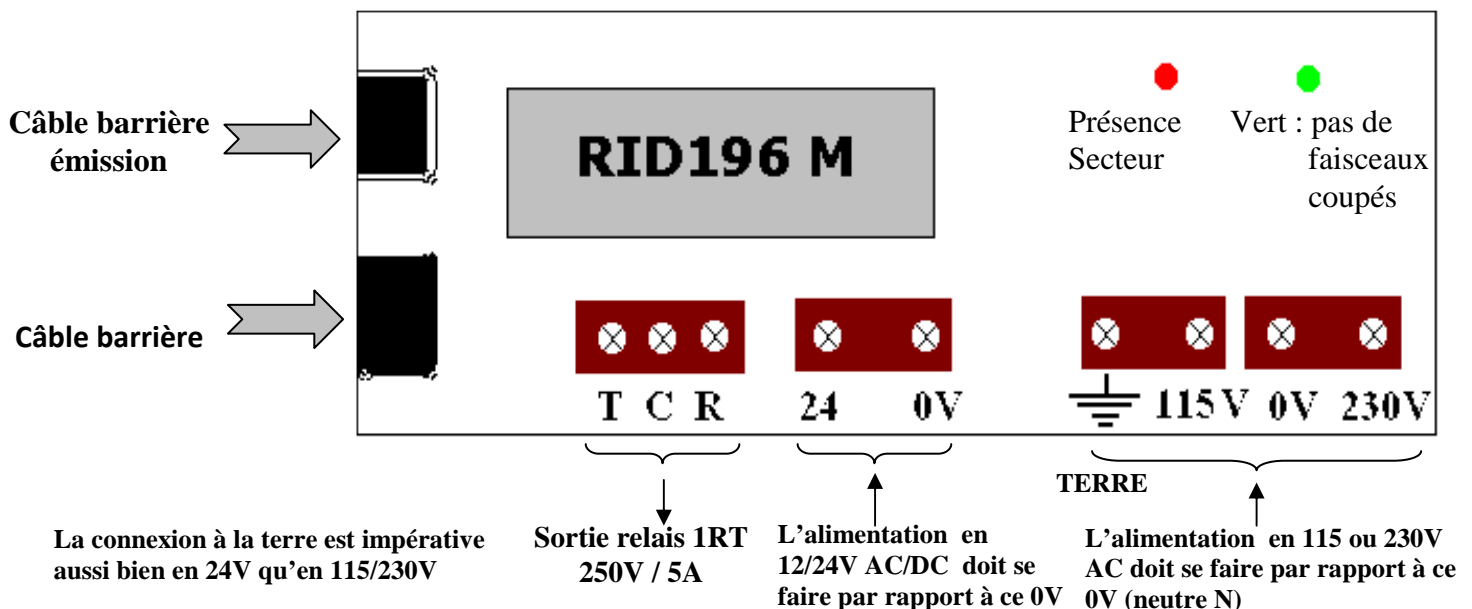 Câble barrière
émission
Câble barrière
RID196 M
Présence
Secteur
Vert : pas de
faisceaux
coupés
T C R
24 0V
115V 0V 230V
TERRE
La connexion à la terre est impérative
aussi bien en 24V qu’en 115/230V
Sortie relais 1RT
250V / 5A
L’alimentation en
12/24V AC/DC doit se
faire par rapport à ce 0V
L’alimentation en 115 ou 230V
AC doit se faire par rapport à ce
0V (neutre N)